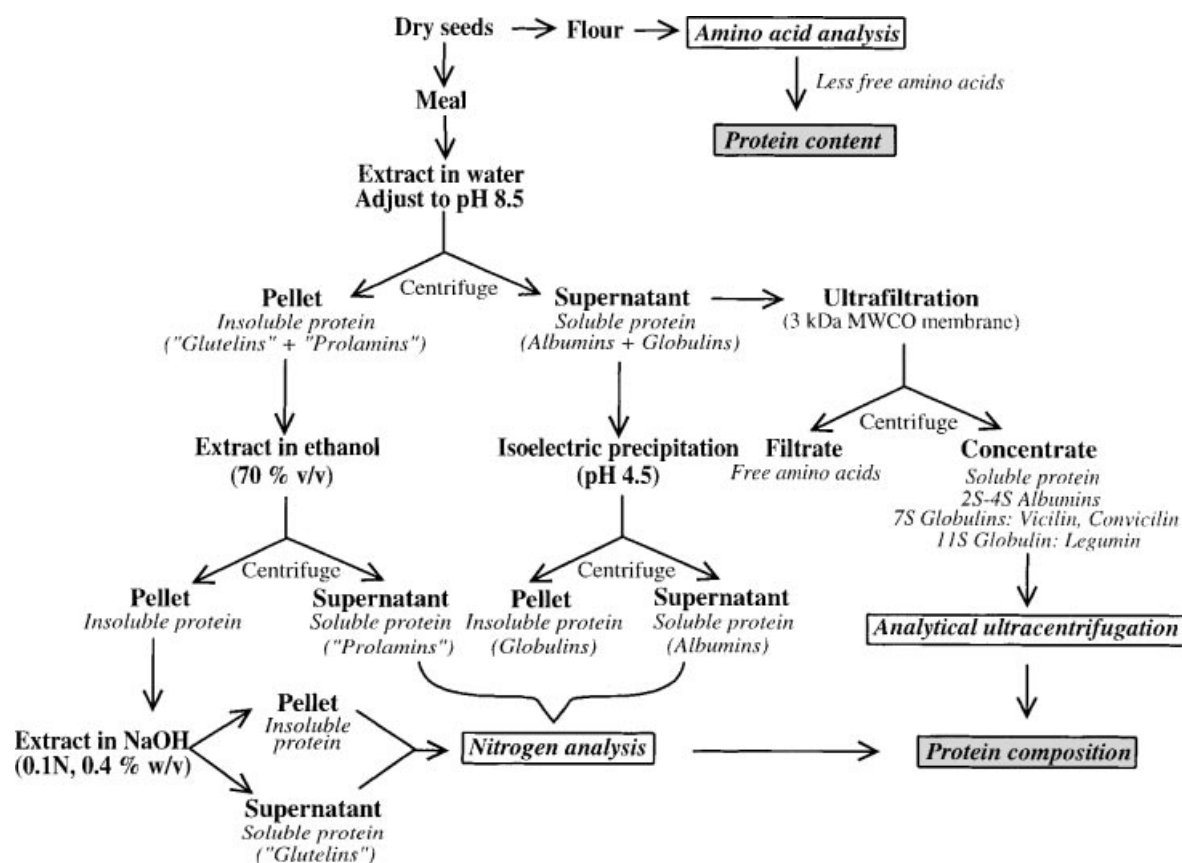 Dry seeds
Flour
Amino acid analysis
Less free amino acids
Meal
Protein content
Extract in water
Adjust to pH 8.5
Centrifuge
Pellet
Insoluble protein
("Glutelins" + "Prolamins")
Supernatant
Soluble protein
(Albumins + Globulins)
Ultrafiltration
(3 kDa MWCO membrane)
Centrifuge
Extract in ethanol
(70 % v/v)
Isoelectric precipitation
(pH 4.5)
Filtrate
Free amino acids
Concentrate
Soluble protein
2S-4S Albumins
7S Globulins: Vicilin, Convicilin
11S Globulin: Legumin
Centrifuge
Centrifuge
Pellet
Insoluble protein
Supernatant
Soluble protein
("Prolamins")
Pellet
Insoluble protein
(Globulins)
Supernatant
Soluble protein
(Albumins)
Analytical ultracentrifugation
Extract in NaOH
(0.1N, 0.4 % w/v)
Pellet
Insoluble
protein
Nitrogen analysis
Protein composition
Supernatant
Soluble protein
("Glutelins")